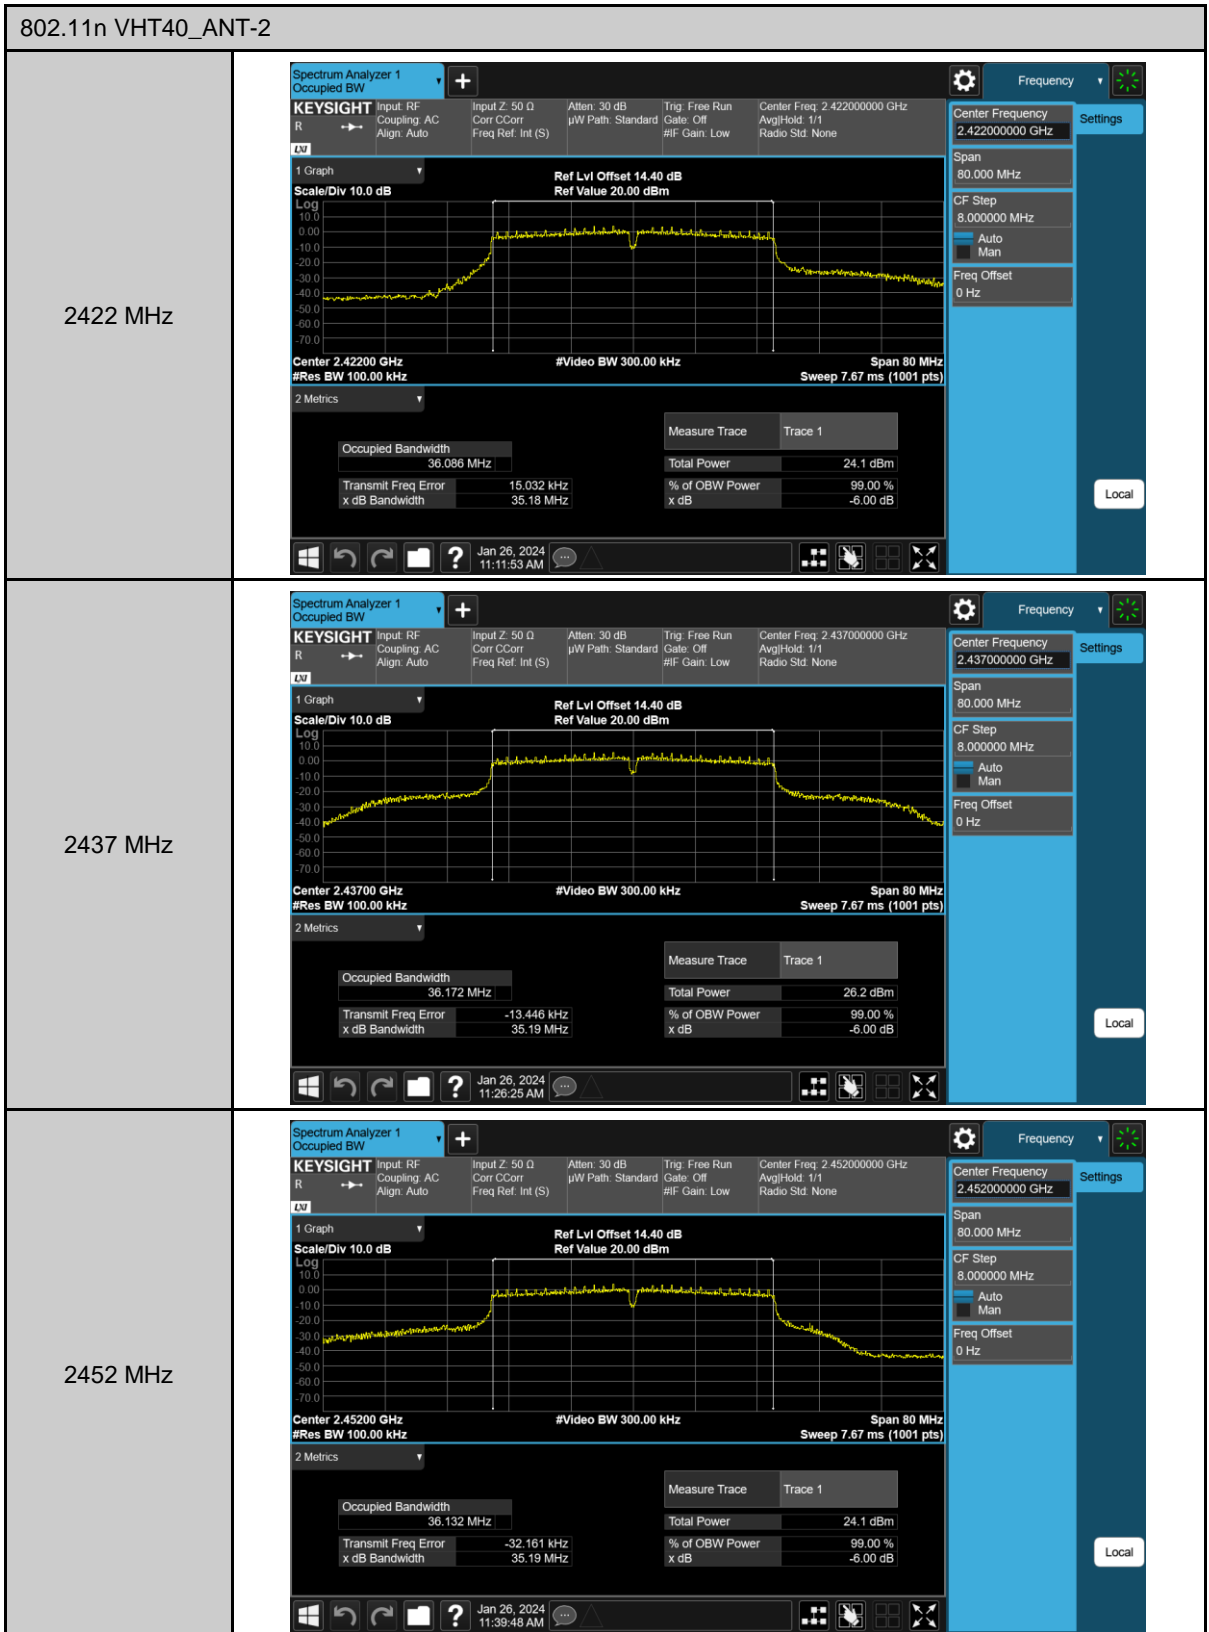 802.11n VHT40_ANT-2
2422 MHz
Spectrum Analyzer 1
Occupied BW
Frequency
KEYSIGHT
R
LXI
Input: RF
Coupling: AC
Align: Auto
Input Z: 50 Ω
Corr CCorr
Freq Ref: Int (S)
Atten: 30 dB
µW Path: Standard
Trig: Free Run
Gate: Off
#IF Gain: Low
Center Freq: 2.422000000 GHz
Avg|Hold: 1/1
Radio Std: None
Center Frequency
2.422000000 GHz
Settings
Span
80.000 MHz
CF Step
8.000000 MHz
Auto
Man
Freq Offset
0 Hz
Local
1 Graph
Scale/Div 10.0 dB
Ref Lvl Offset 14.40 dB
Ref Value 20.00 dBm
Log
10.0
0.00
-10.0
-20.0
-30.0
-40.0
-50.0
-60.0
-70.0
Center 2.42200 GHz
#Video BW 300.00 kHz
Span 80 MHz
#Res BW 100.00 kHz
Sweep 7.67 ms (1001 pts)
2 Metrics
Measure Trace Trace 1
Occupied Bandwidth
36.086 MHz
Total Power 24.1 dBm
Transmit Freq Error 15.032 kHz
% of OBW Power 99.00 %
x dB Bandwidth 35.18 MHz
x dB -6.00 dB
?
Jan 26, 2024
11:11:53 AM
2437 MHz
Spectrum Analyzer 1
Occupied BW
Frequency
KEYSIGHT
R
LXI
Input: RF
Coupling: AC
Align: Auto
Input Z: 50 Ω
Corr CCorr
Freq Ref: Int (S)
Atten: 30 dB
µW Path: Standard
Trig: Free Run
Gate: Off
#IF Gain: Low
Center Freq: 2.437000000 GHz
Avg|Hold: 1/1
Radio Std: None
Center Frequency
2.437000000 GHz
Settings
Span
80.000 MHz
CF Step
8.000000 MHz
Auto
Man
Freq Offset
0 Hz
Local
1 Graph
Scale/Div 10.0 dB
Ref Lvl Offset 14.40 dB
Ref Value 20.00 dBm
Log
10.0
0.00
-10.0
-20.0
-30.0
-40.0
-50.0
-60.0
-70.0
Center 2.43700 GHz
#Video BW 300.00 kHz
Span 80 MHz
#Res BW 100.00 kHz
Sweep 7.67 ms (1001 pts)
2 Metrics
Measure Trace Trace 1
Occupied Bandwidth
36.172 MHz
Total Power 26.2 dBm
Transmit Freq Error -13.446 kHz
% of OBW Power 99.00 %
x dB Bandwidth 35.19 MHz
x dB -6.00 dB
?
Jan 26, 2024
11:26:25 AM
2452 MHz
Spectrum Analyzer 1
Occupied BW
Frequency
KEYSIGHT
R
LXI
Input: RF
Coupling: AC
Align: Auto
Input Z: 50 Ω
Corr CCorr
Freq Ref: Int (S)
Atten: 30 dB
µW Path: Standard
Trig: Free Run
Gate: Off
#IF Gain: Low
Center Freq: 2.452000000 GHz
Avg|Hold: 1/1
Radio Std: None
Center Frequency
2.452000000 GHz
Settings
Span
80.000 MHz
CF Step
8.000000 MHz
Auto
Man
Freq Offset
0 Hz
Local
1 Graph
Scale/Div 10.0 dB
Ref Lvl Offset 14.40 dB
Ref Value 20.00 dBm
Log
10.0
0.00
-10.0
-20.0
-30.0
-40.0
-50.0
-60.0
-70.0
Center 2.45200 GHz
#Video BW 300.00 kHz
Span 80 MHz
#Res BW 100.00 kHz
Sweep 7.67 ms (1001 pts)
2 Metrics
Measure Trace Trace 1
Occupied Bandwidth
36.132 MHz
Total Power 24.1 dBm
Transmit Freq Error -32.161 kHz
% of OBW Power 99.00 %
x dB Bandwidth 35.19 MHz
x dB -6.00 dB
?
Jan 26, 2024
11:39:48 AM